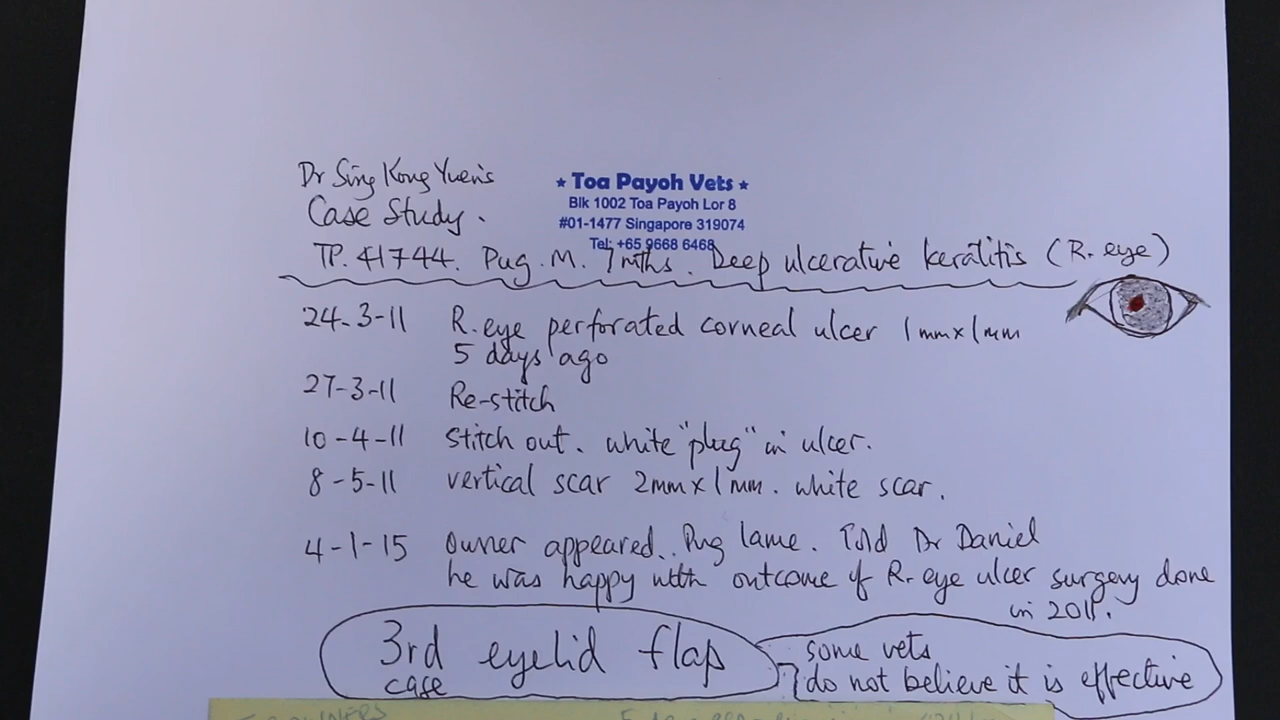 Dr Sing Kong Yuen's
Case Study.
★ Toa Payoh Vets ★
Blk 1002 Toa Payoh Lor 8
#01-1477 Singapore 319074
Tel: +65 9668 6468
TP. 41744. Pug. M. 7 mths. Deep ulcerative keratitis (R. eye)
24-3-11 R. eye perforated corneal ulcer 1mm x 1mm
5 days ago
27-3-11 Re-stitch
10-4-11 Stitch out. white "plug" in ulcer.
8-5-11 vertical scar 2mm x 1mm. white scar.
4-1-15 Owner appeared.. Pug lame. Told Dr Daniel
he was happy with outcome of R. eye ulcer surgery done
in 2011.
3rd eyelid flap
case
some vets
do not believe it is effective